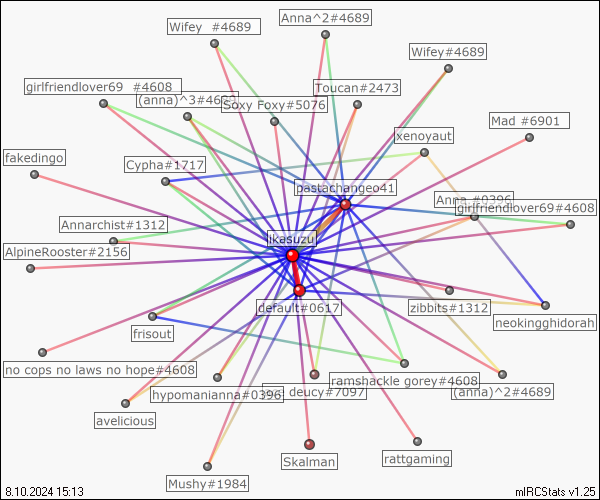 Wifey #4689
Anna^2#4689
Wifey#4689
girlfriendlover69 #4608
(anna)^3#4689
Soxy Foxy#5076
Toucan#2473
Mad #6901
xenoyaut
fakedingo
Cypha#1717
pastachangeo41
Anna #0396
girlfriendlover69#4608
Annarchist#1312
ikasuzu
AlpineRooster#2156
default#0617
zibbits#1312
neokingghidorah
frisout
no cops no laws no hope#4608
hypomanianna#0396
deucy#7097
ramshackle gorey#4608
(anna)^2#4689
avelicious
Skalman
rattgaming
Mushy#1984
8.10.2024 15:13
mIRCStats v1.25